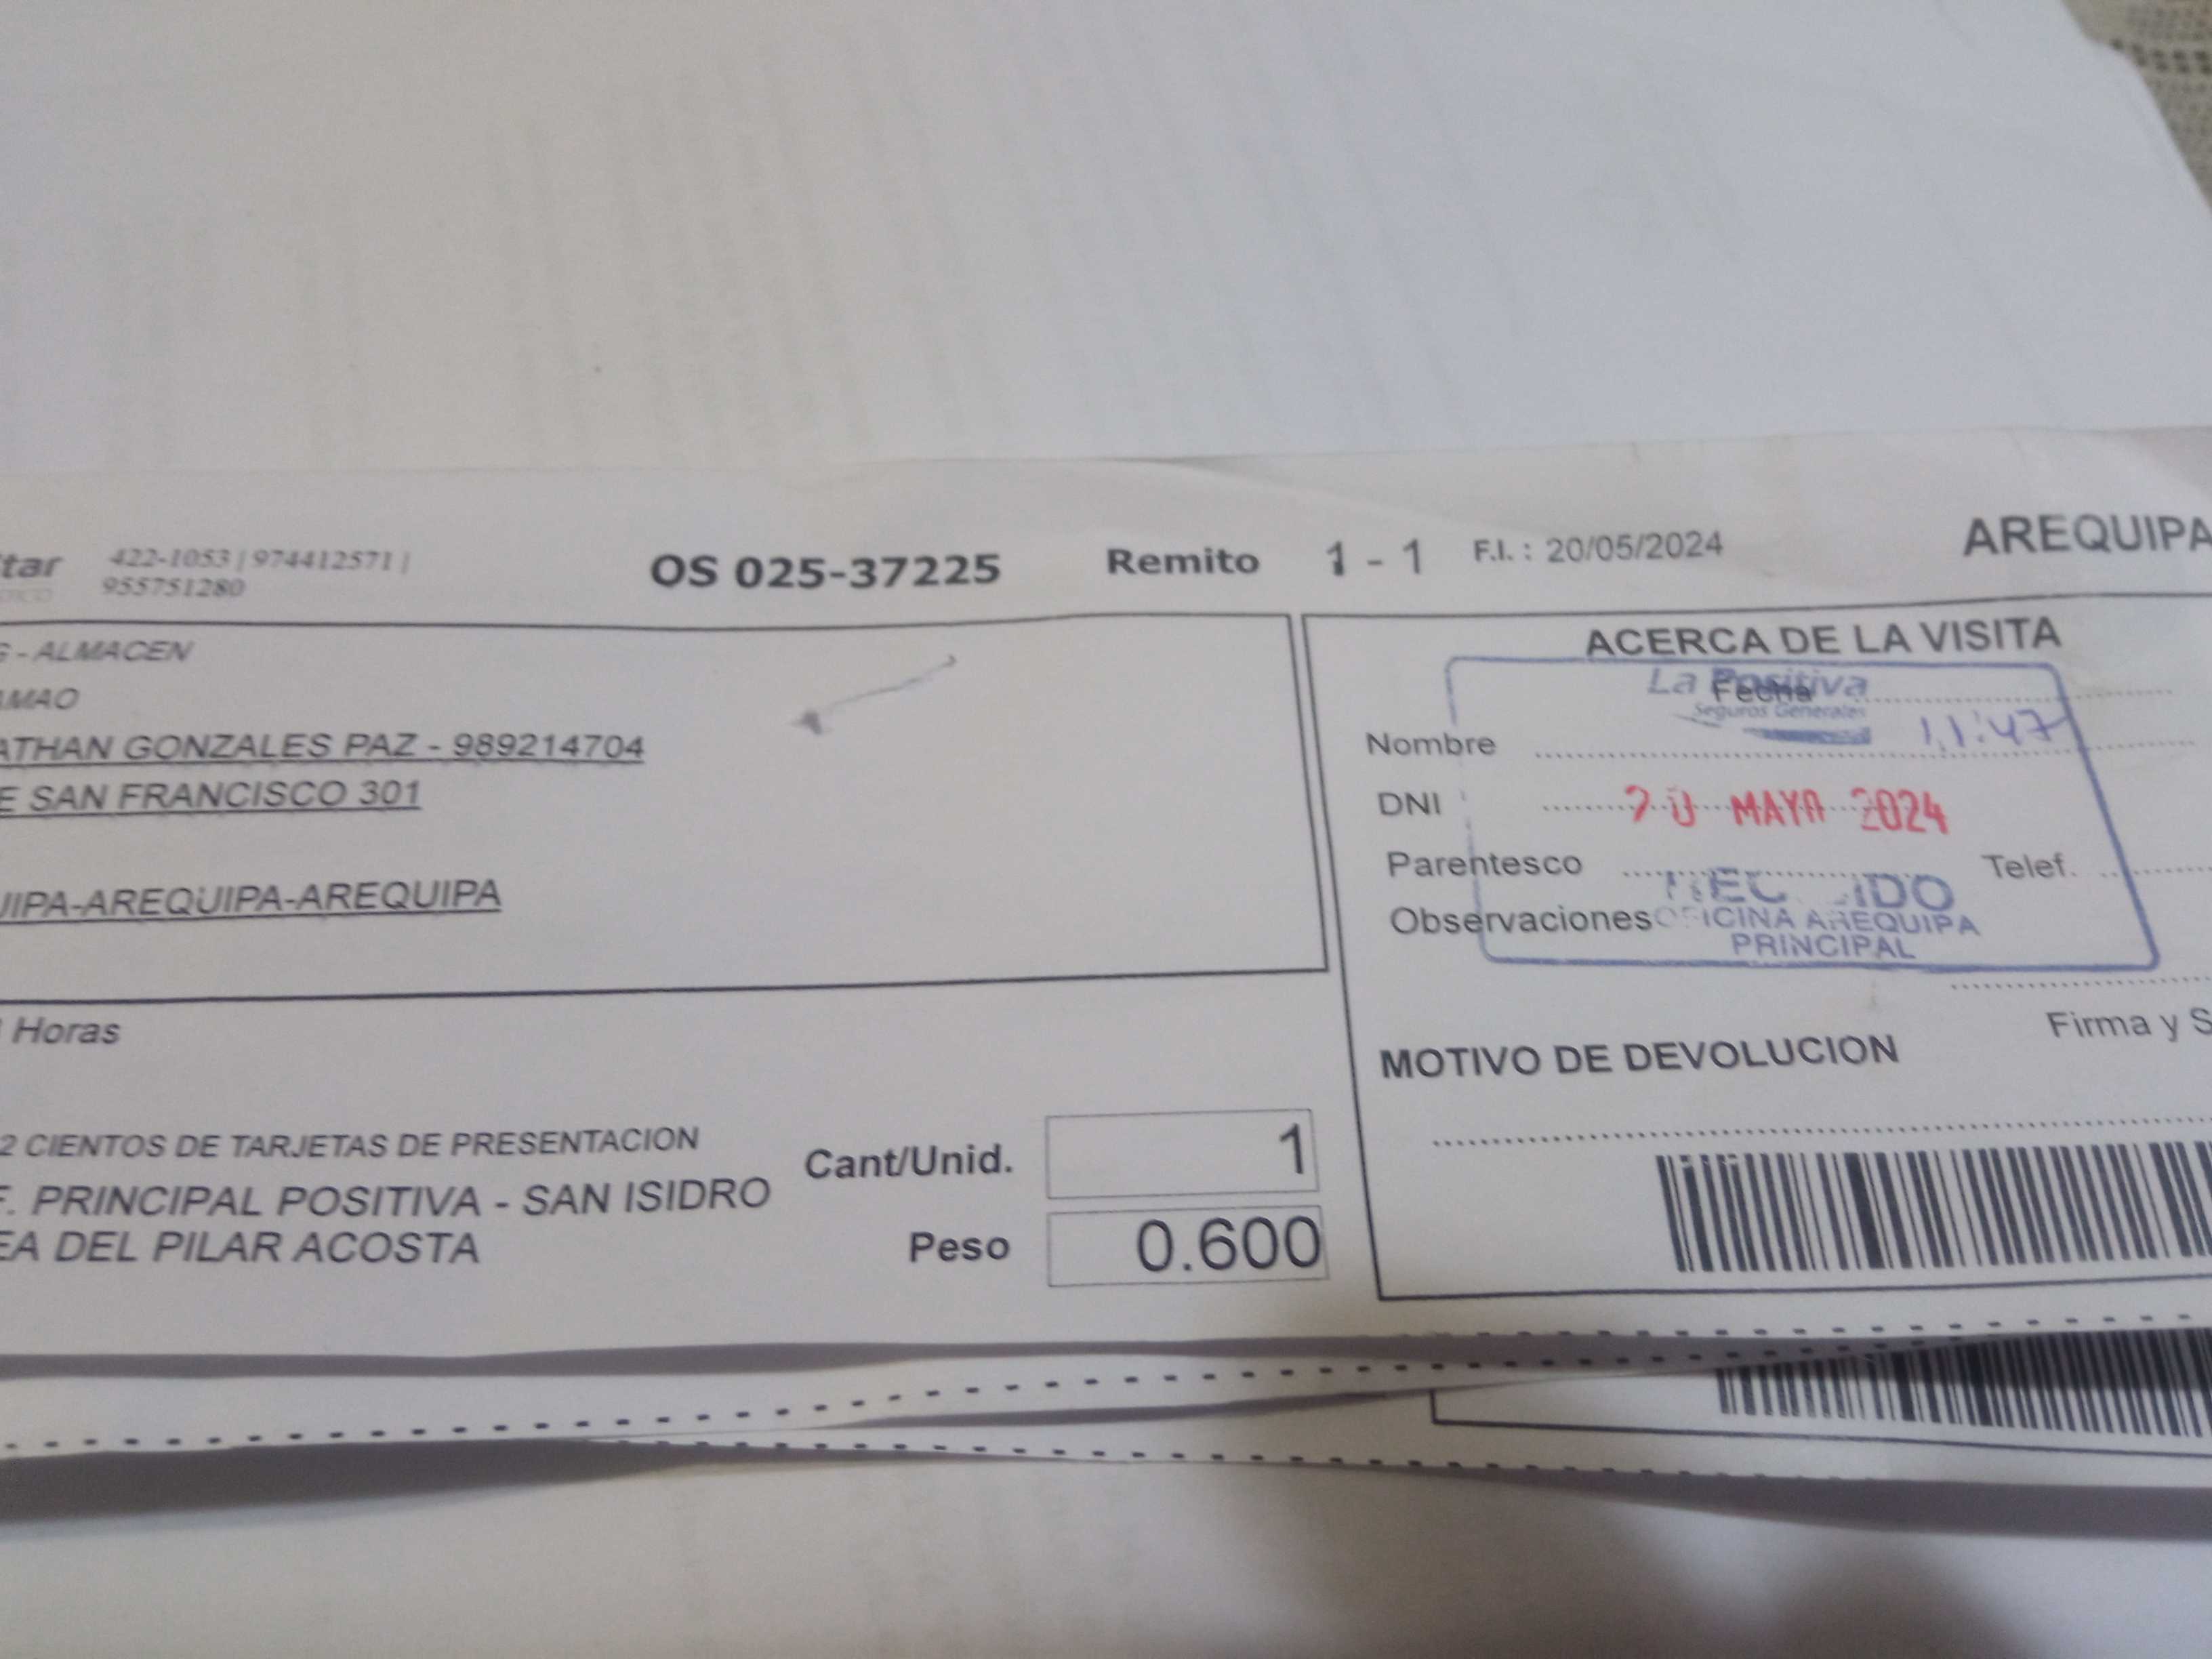 tar 422-1053 | 974412571 |
955751280
OS 025-37225 Remito 1 - 1 F.I. : 20/05/2024 AREQUIPA
- ALMACEN
AMAO
ATHAN GONZALES PAZ - 989214704
E SAN FRANCISCO 301
UIPA-AREQUIPA-AREQUIPA
Horas
2 CIENTOS DE TARJETAS DE PRESENTACION
F. PRINCIPAL POSITIVA - SAN ISIDRO
EA DEL PILAR ACOSTA
Cant/Unid. 1
Peso 0.600
ACERCA DE LA VISITA
Fecha
La Positiva
Seguros Generales
11:47
Nombre
DNI
20 MAYO 2024
Parentesco
Telef.
RECIBIDO
Observaciones
OFICINA AREQUIPA
PRINCIPAL
Firma y S
MOTIVO DE DEVOLUCION